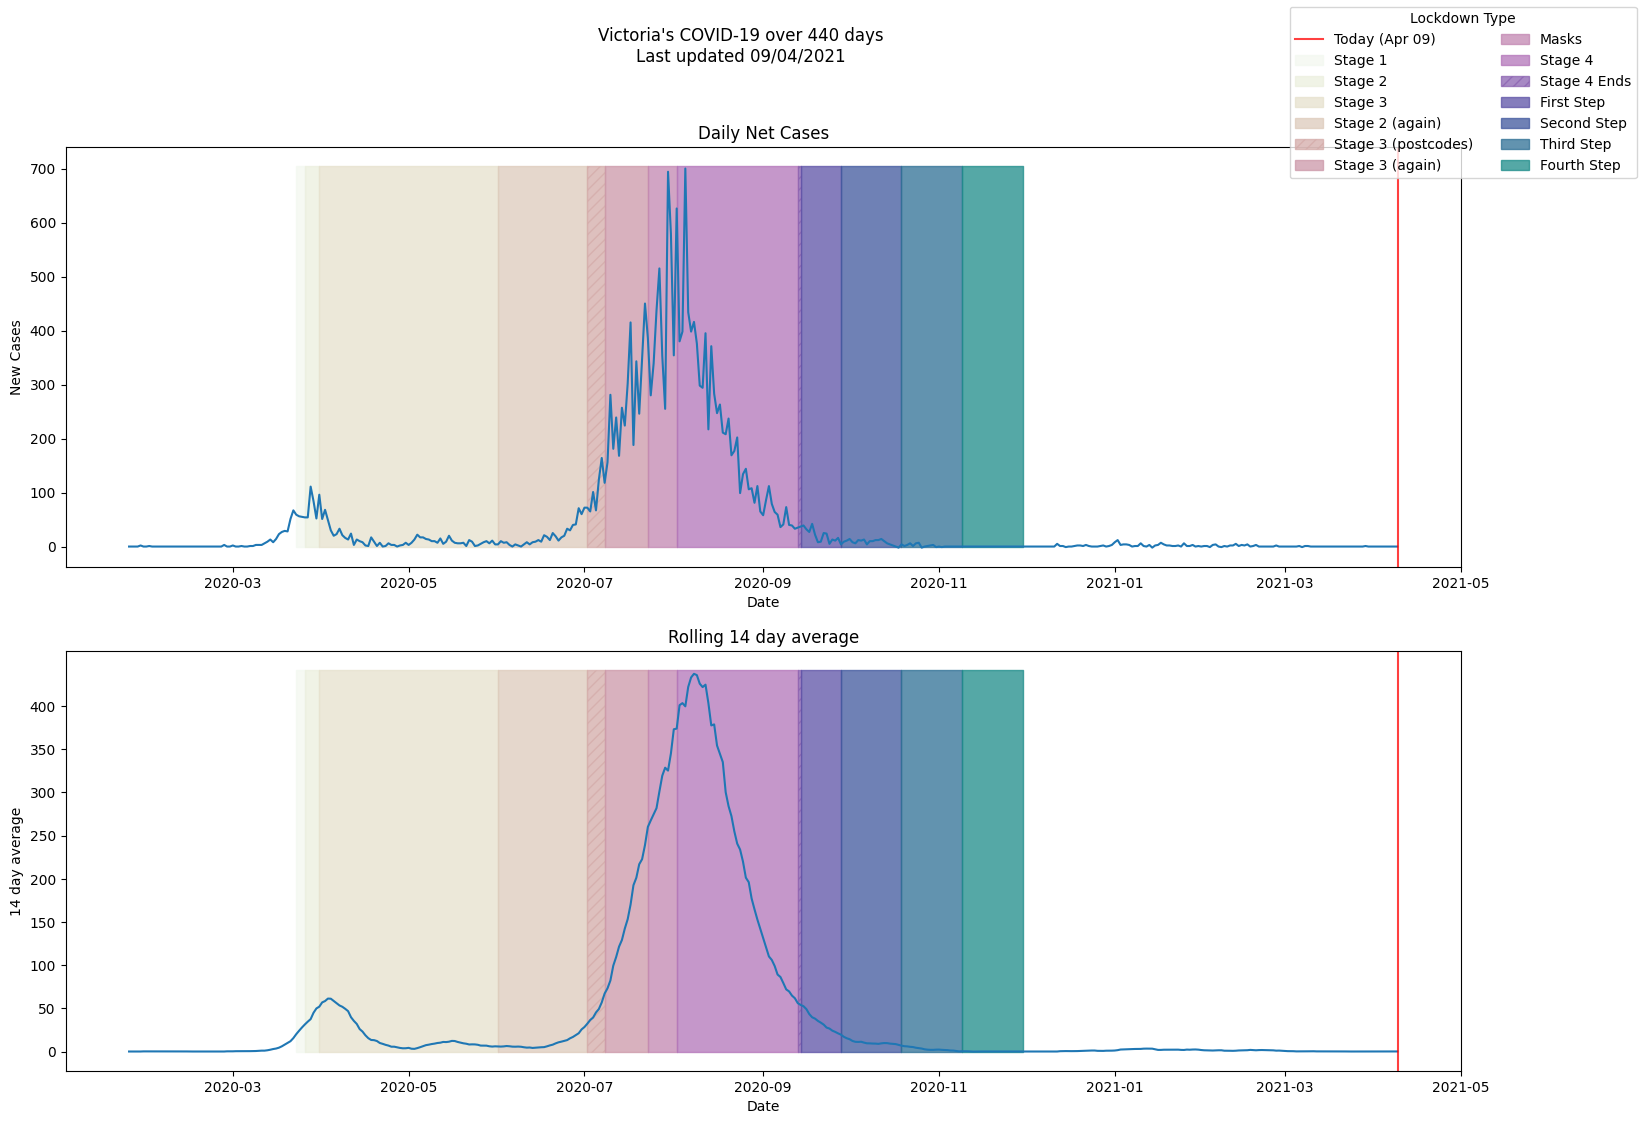 Victoria's COVID-19 over 440 days
Last updated 09/04/2021
Lockdown Type
Today (Apr 09)
Stage 1
Stage 2
Stage 3
Stage 2 (again)
Stage 3 (postcodes)
Stage 3 (again)
Masks
Stage 4
Stage 4 Ends
First Step
Second Step
Third Step
Fourth Step
Daily Net Cases
New Cases
700
600
500
400
300
200
100
0
2020-03 2020-05 2020-07 2020-09 2020-11 2021-01 2021-03 2021-05
Date
Rolling 14 day average
14 day average
400
350
300
250
200
150
100
50
0
2020-03 2020-05 2020-07 2020-09 2020-11 2021-01 2021-03 2021-05
Date